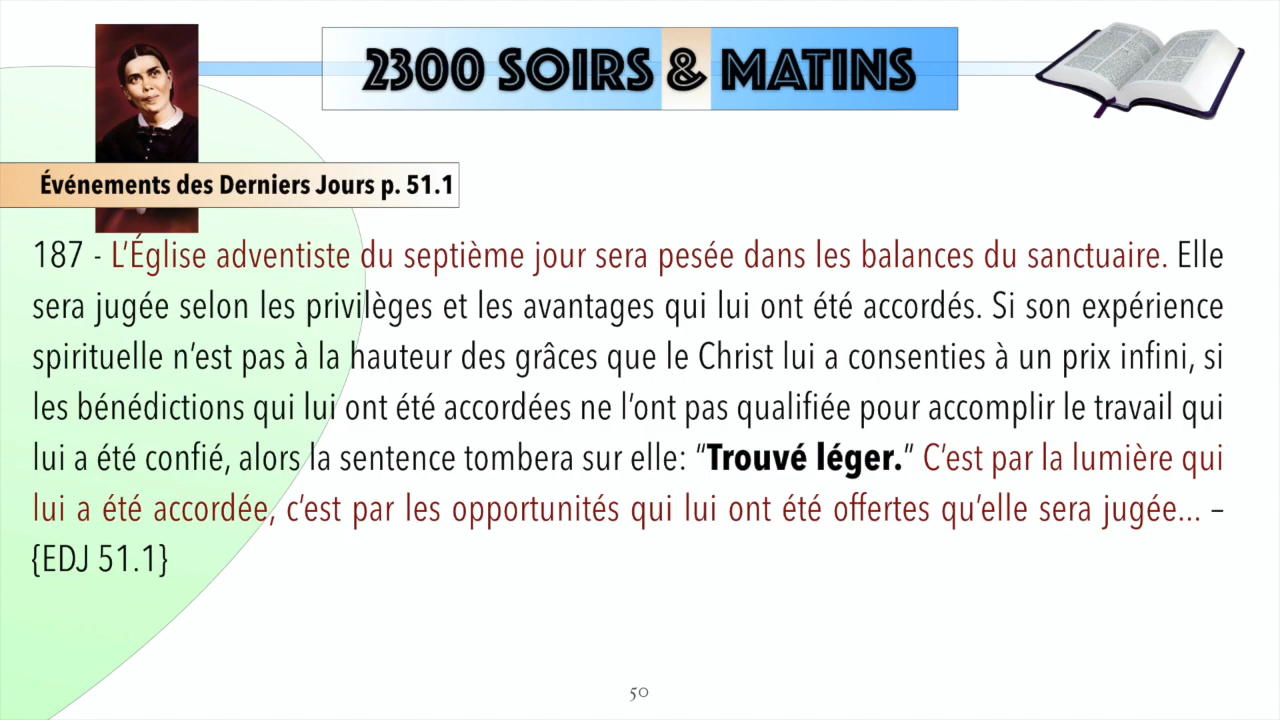 2300 SOIRS & MATINS
Événements des Derniers Jours p. 51.1
187 - L’Église adventiste du septième jour sera pesée dans les balances du sanctuaire. Elle
sera jugée selon les privilèges et les avantages qui lui ont été accordés. Si son expérience
spirituelle n’est pas à la hauteur des grâces que le Christ lui a consenties à un prix infini, si
les bénédictions qui lui ont été accordées ne l’ont pas qualifiée pour accomplir le travail qui
lui a été confié, alors la sentence tombera sur elle: “Trouvé léger.” C’est par la lumière qui
lui a été accordée, c’est par les opportunités qui lui ont été offertes qu’elle sera jugée... –
{EDJ 51.1}
50